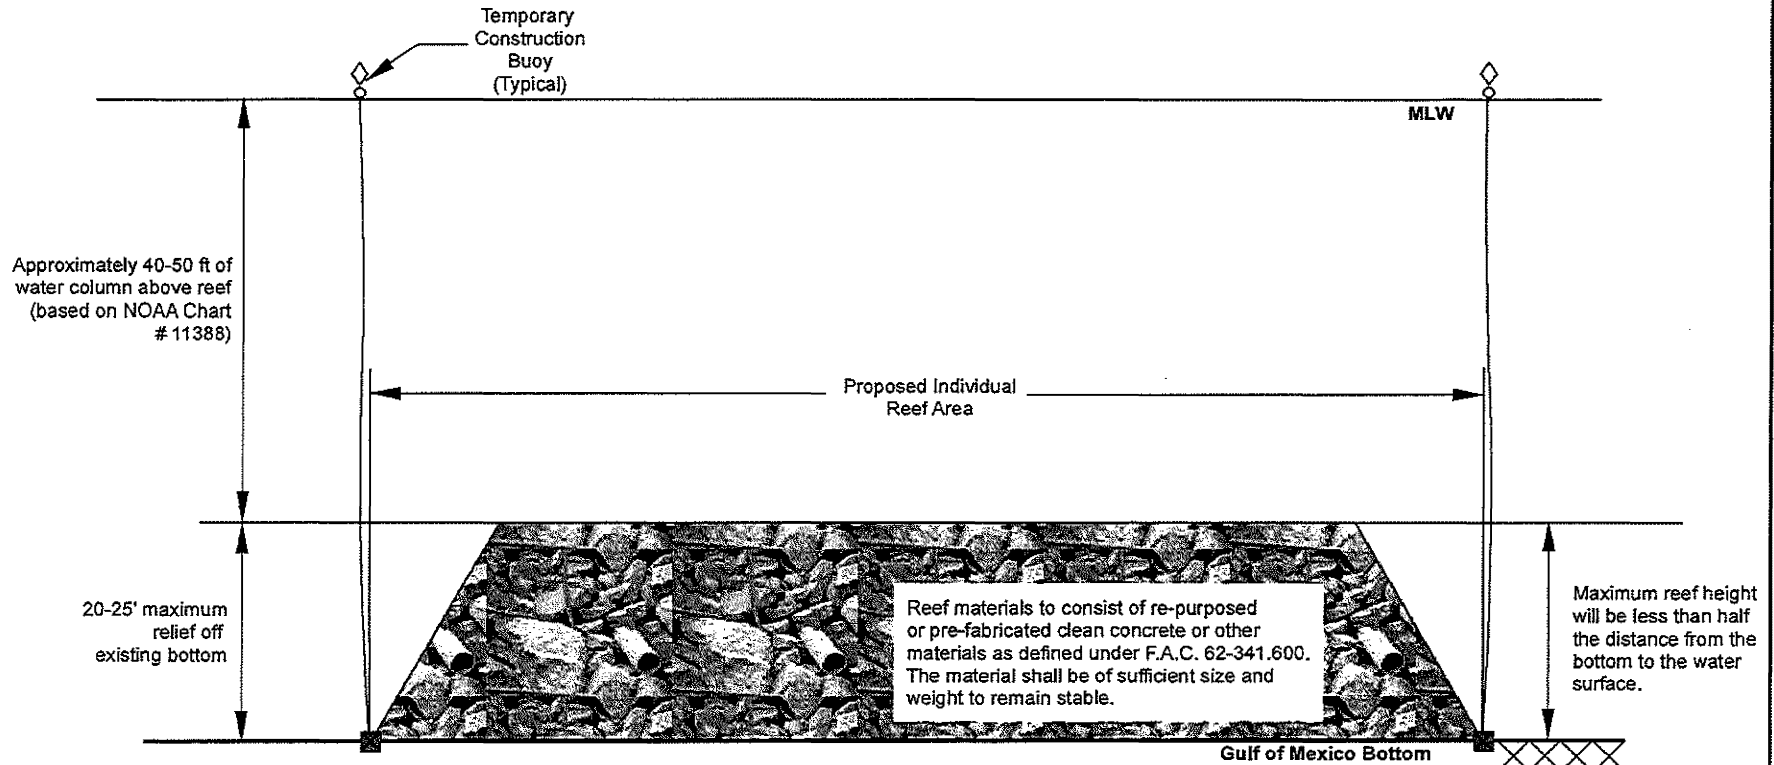 Temporary
Construction
Buoy
(Typical)
MLW
Approximately 40-50 ft of
water column above reef
(based on NOAA Chart
# 11388)
Proposed Individual
Reef Area
20-25' maximum
relief off
existing bottom
Reef materials to consist of re-purposed
or pre-fabricated clean concrete or other
materials as defined under F.A.C. 62-341.600.
The material shall be of sufficient size and
weight to remain stable.
Maximum reef height
will be less than half
the distance from the
bottom to the water
surface.
Gulf of Mexico Bottom